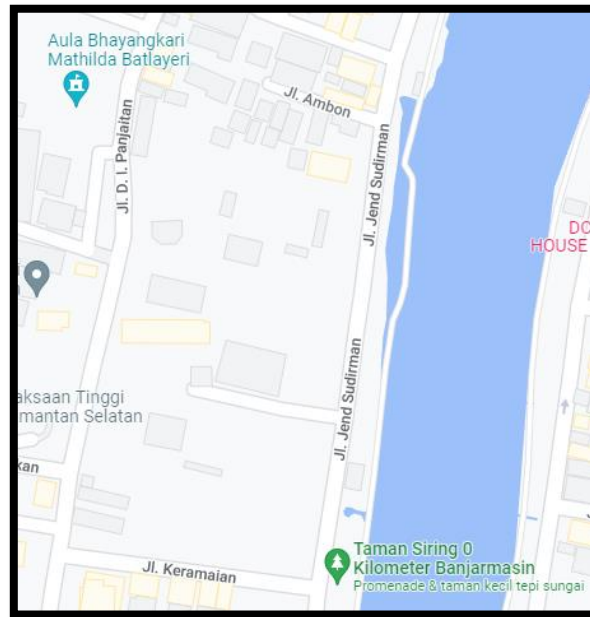 Aula Bhayangkari
Mathilda Batlayeri
Jl. Ambon
Jl. D. I. Panjaitan
Jl. Jend Sudirman
DC
HOUSE
Jl. Jend Sudirman
aksaan Tinggi
mantan Selatan
kan
Jl. Keramaian
Taman Siring 0
Kilometer Banjarmasin
Promenade & taman kecil tepi sungai